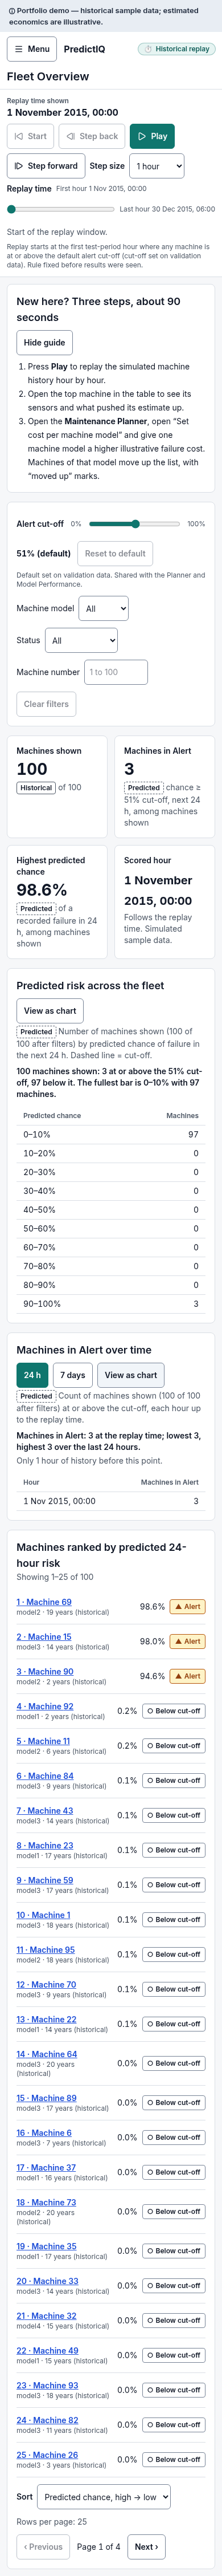 Portfolio demo — historical sample data; estimated
economics are illustrative.
Menu PredictIQ Historical replay
Fleet Overview
Replay time shown
1 November 2015, 00:00
Start Step back Play
Step forward Step size 1 hour
Replay time First hour 1 Nov 2015, 00:00
Last hour 30 Dec 2015, 06:00
Start of the replay window.
Replay starts at the first test-period hour where any machine is
at or above the default alert cut-off (cut-off set on validation
data). Rule fixed before results were seen.
New here? Three steps, about 90
seconds
Hide guide
1. Press Play to replay the simulated machine
history hour by hour.
2. Open the top machine in the table to see its
sensors and what pushed its estimate up.
3. Open the Maintenance Planner, open “Set
cost per machine model” and give one
machine model a higher illustrative failure cost.
Machines of that model move up the list, with
“moved up” marks.
Alert cut-off 0% 100%
51% (default) Reset to default
Default set on validation data. Shared with the Planner and
Model Performance.
Machine model All
Status All
Machine number 1 to 100
Clear filters
Machines shown
100
Historical of 100
Machines in Alert
3
Predicted chance ≥
51% cut-off, next 24
h, among machines
shown
Highest predicted
chance
98.6%
Predicted of a
recorded failure in 24
h, among machines
shown
Scored hour
1 November
2015, 00:00
Follows the replay
time. Simulated
sample data.
Predicted risk across the fleet
View as chart
Predicted Number of machines shown (100 of
100 after filters) by predicted chance of failure in
the next 24 h. Dashed line = cut-off.
100 machines shown: 3 at or above the 51% cut-
off, 97 below it. The fullest bar is 0–10% with 97
machines.
Predicted chance Machines
0–10% 97
10–20% 0
20–30% 0
30–40% 0
40–50% 0
50–60% 0
60–70% 0
70–80% 0
80–90% 0
90–100% 3
Machines in Alert over time
24 h 7 days View as chart
Predicted Count of machines shown (100 of 100
after filters) at or above the cut-off, each hour up
to the replay time.
Machines in Alert: 3 at the replay time; lowest 3,
highest 3 over the last 24 hours.
Only 1 hour of history before this point.
Hour Machines in Alert
1 Nov 2015, 00:00 3
Machines ranked by predicted 24-
hour risk
Showing 1–25 of 100
1 · Machine 69
model2 · 19 years (historical) 98.6% Alert
2 · Machine 15
model3 · 14 years (historical) 98.0% Alert
3 · Machine 90
model2 · 2 years (historical) 94.6% Alert
4 · Machine 92
model1 · 2 years (historical) 0.2% Below cut-off
5 · Machine 11
model2 · 6 years (historical) 0.2% Below cut-off
6 · Machine 84
model3 · 9 years (historical) 0.1% Below cut-off
7 · Machine 43
model3 · 14 years (historical) 0.1% Below cut-off
8 · Machine 23
model1 · 17 years (historical) 0.1% Below cut-off
9 · Machine 59
model3 · 17 years (historical) 0.1% Below cut-off
10 · Machine 1
model3 · 18 years (historical) 0.1% Below cut-off
11 · Machine 95
model2 · 18 years (historical) 0.1% Below cut-off
12 · Machine 70
model3 · 9 years (historical) 0.1% Below cut-off
13 · Machine 22
model1 · 14 years (historical) 0.1% Below cut-off
14 · Machine 64
model3 · 20 years
(historical) 0.0% Below cut-off
15 · Machine 89
model3 · 17 years (historical) 0.0% Below cut-off
16 · Machine 6
model3 · 7 years (historical) 0.0% Below cut-off
17 · Machine 37
model1 · 16 years (historical) 0.0% Below cut-off
18 · Machine 73
model2 · 20 years
(historical) 0.0% Below cut-off
19 · Machine 35
model1 · 17 years (historical) 0.0% Below cut-off
20 · Machine 33
model3 · 14 years (historical) 0.0% Below cut-off
21 · Machine 32
model4 · 15 years (historical) 0.0% Below cut-off
22 · Machine 49
model1 · 15 years (historical) 0.0% Below cut-off
23 · Machine 93
model3 · 18 years (historical) 0.0% Below cut-off
24 · Machine 82
model3 · 11 years (historical) 0.0% Below cut-off
25 · Machine 26
model3 · 3 years (historical) 0.0% Below cut-off
Sort Predicted chance, high → low
Rows per page: 25
‹ Previous Page 1 of 4 Next ›